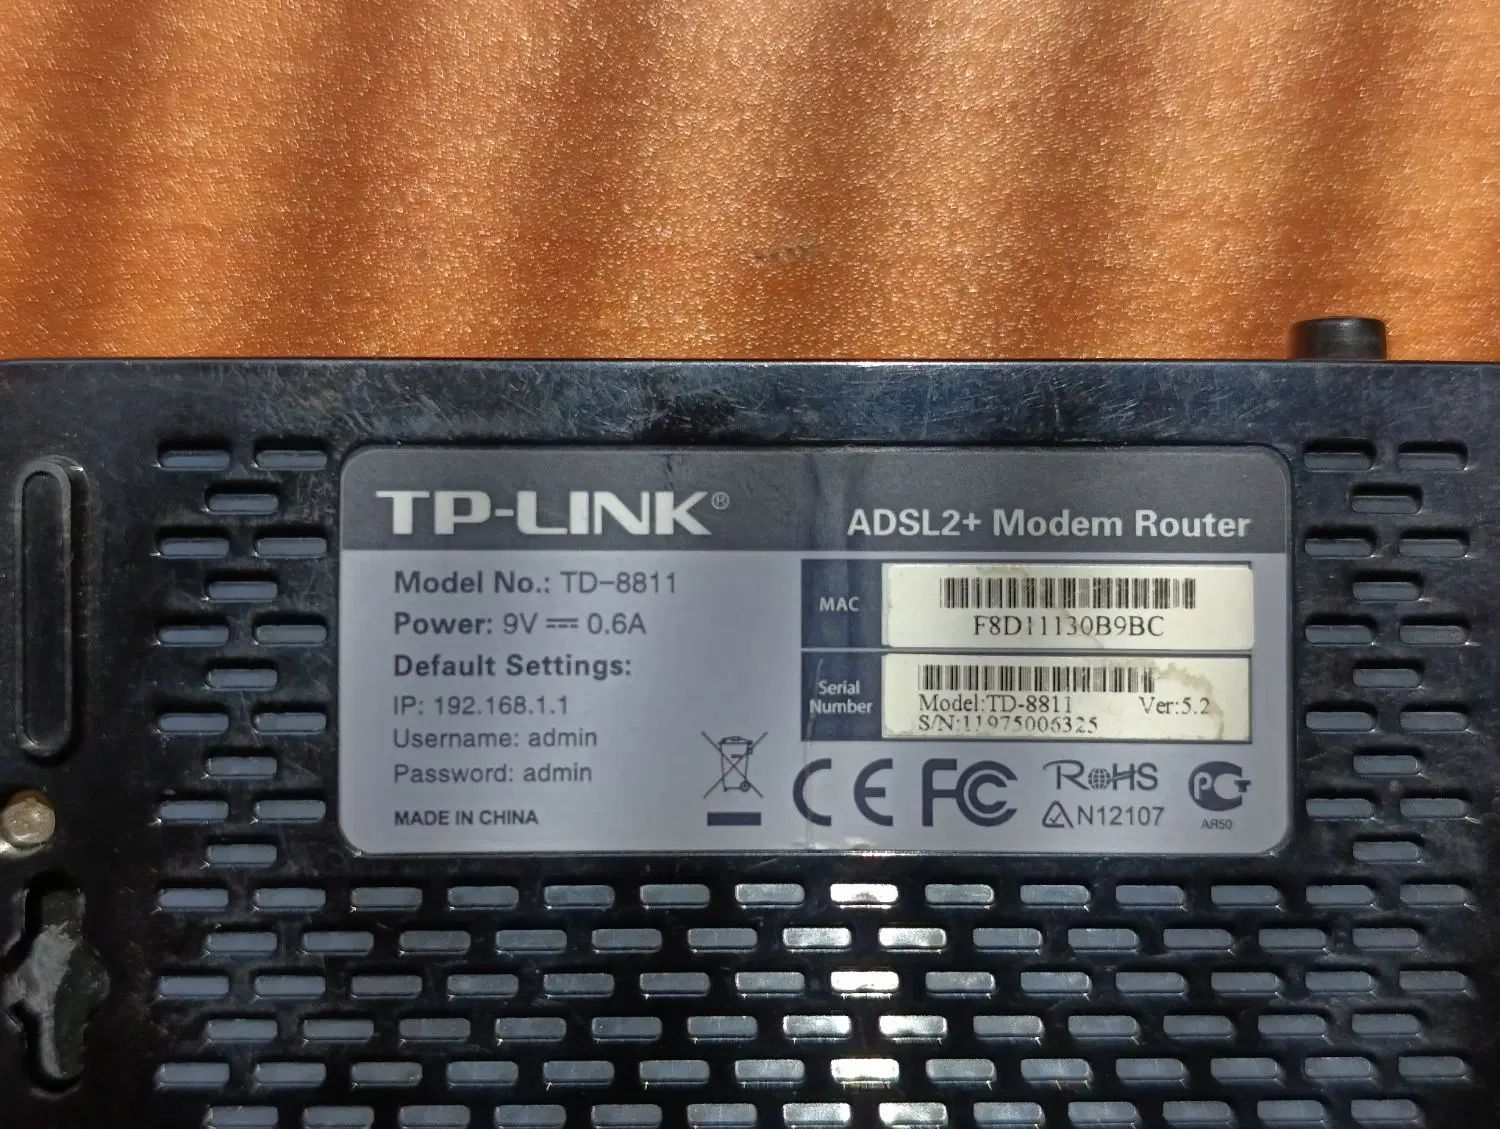 TP-LINK®
ADSL2+ Modem Router
Model No.: TD-8811
Power: 9V ⎓ 0.6A
Default Settings:
IP: 192.168.1.1
Username: admin
Password: admin
MADE IN CHINA
MAC
F8D11130B9BC
Serial
Number
Model:TD-8811 Ver:5.2
S/N:11975006325
CE FC RoHS
N12107
PG
АЯ50